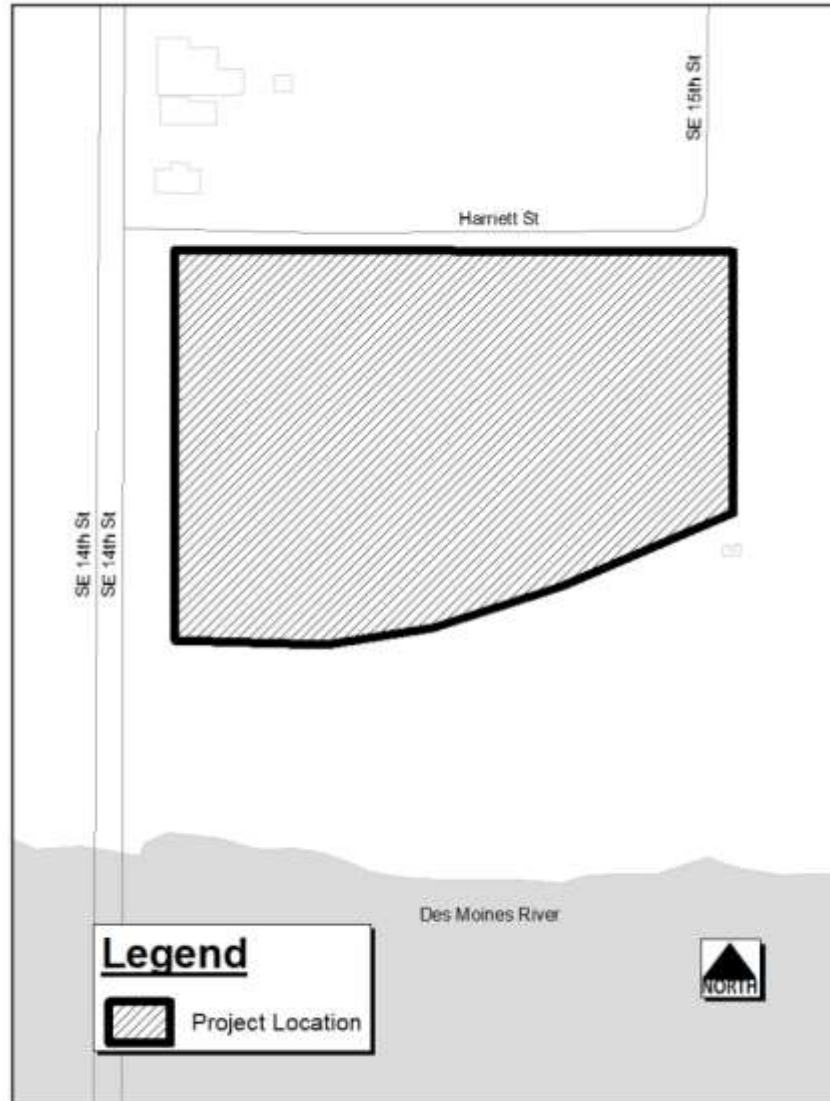 SE 15th St
Harriett St
SE 14th St
SE 14th St
Des Moines River
Legend
Project Location
NORTH